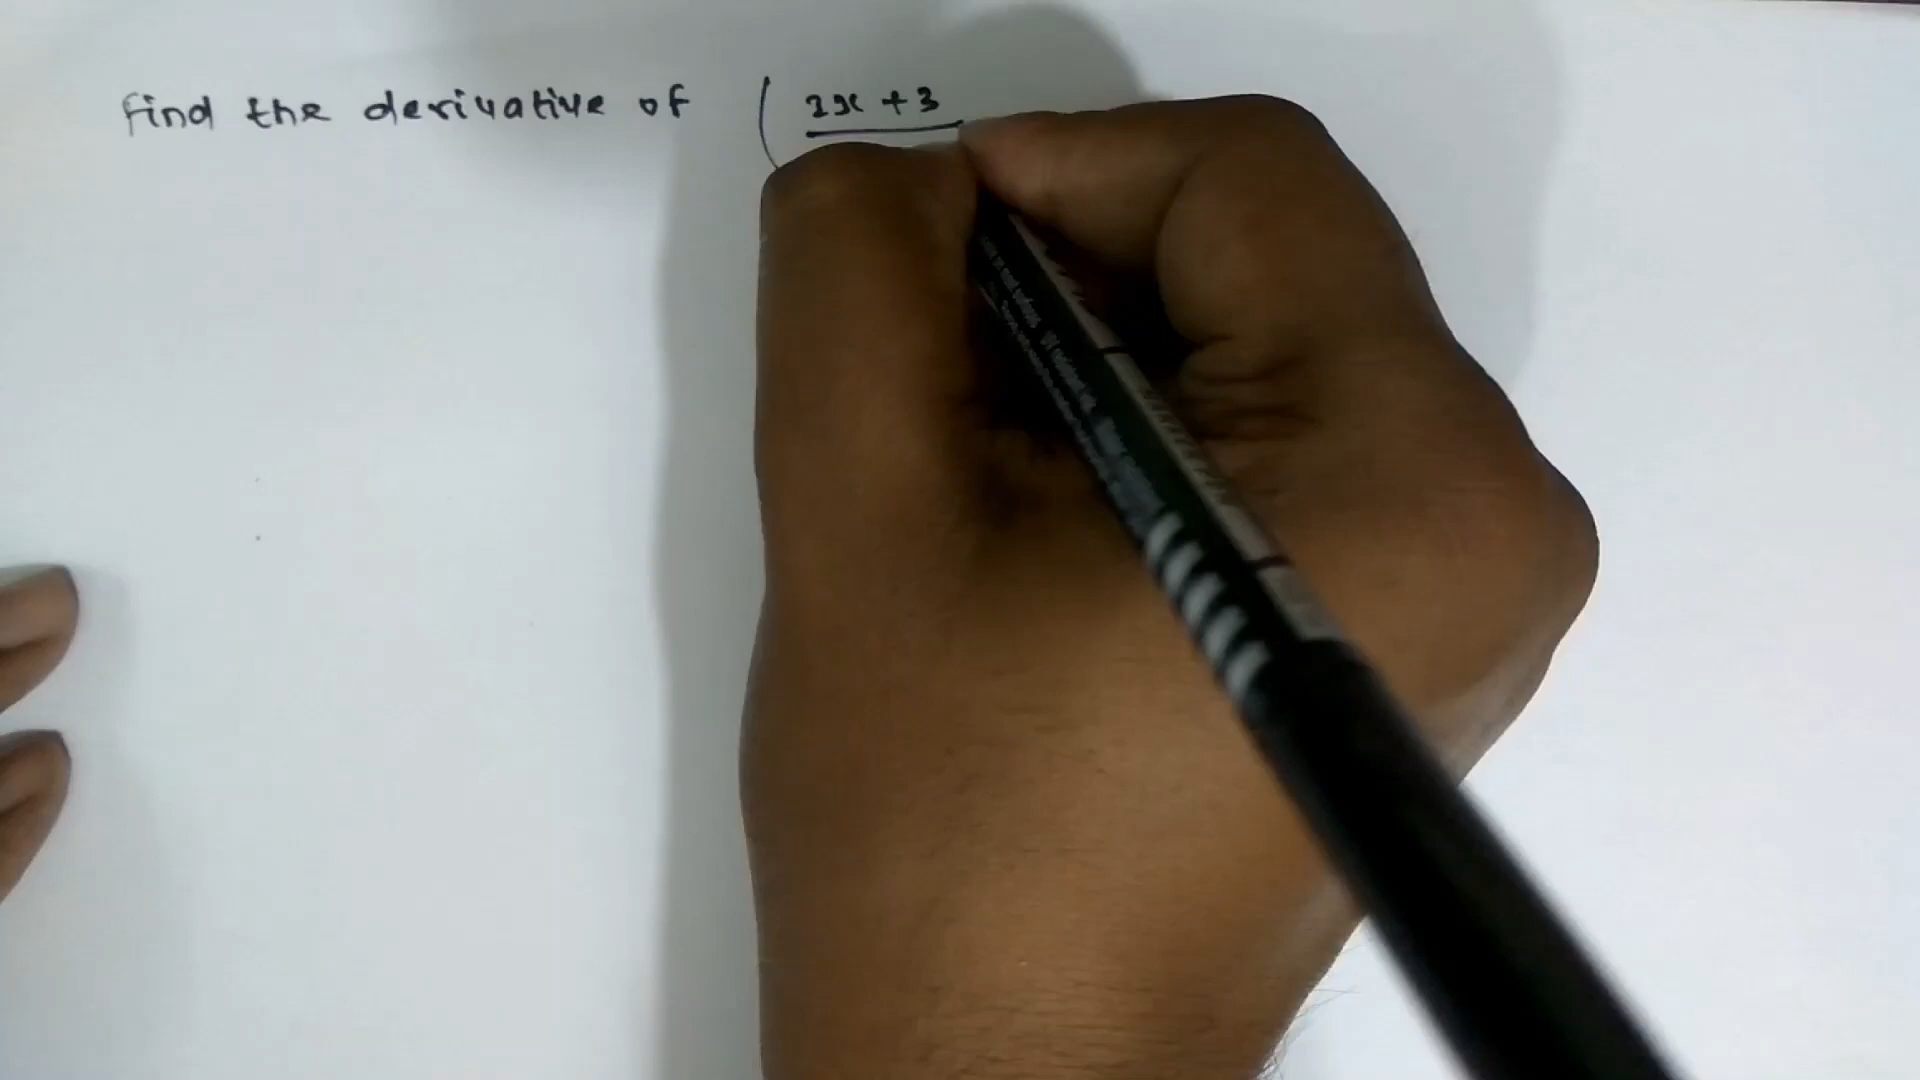 Find the derivative of ( 2x + 3